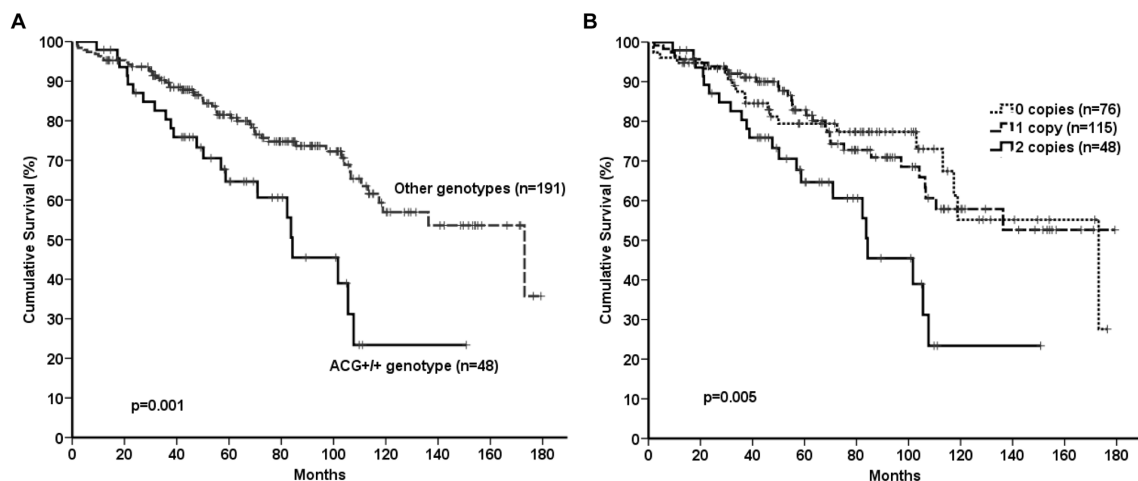 A
Cumulative Survival (%)
100
90
80
70
60
50
40
30
20
10
0
Other genotypes (n=191)
ACG+/+ genotype (n=48)
p=0.001
0 20 40 60 80 100 120 140 160 180
Months
B
Cumulative Survival (%)
100
90
80
70
60
50
40
30
20
10
0
0 copies (n=76)
1 copy (n=115)
2 copies (n=48)
p=0.005
0 20 40 60 80 100 120 140 160 180
Months